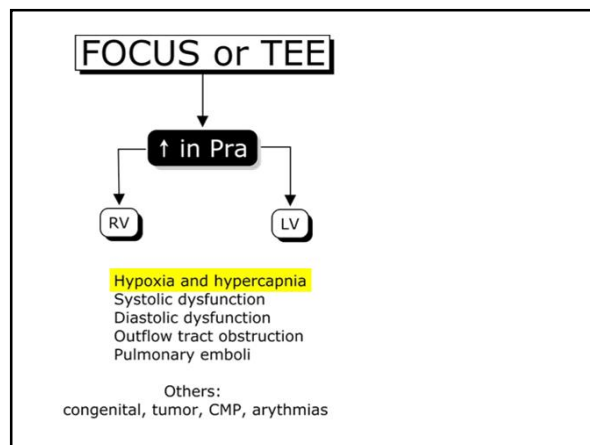 FOCUS or TEE
↑ in Pra
RV
LV
Hypoxia and hypercapnia
Systolic dysfunction
Diastolic dysfunction
Outflow tract obstruction
Pulmonary emboli
Others:
congenital, tumor, CMP, arythmias